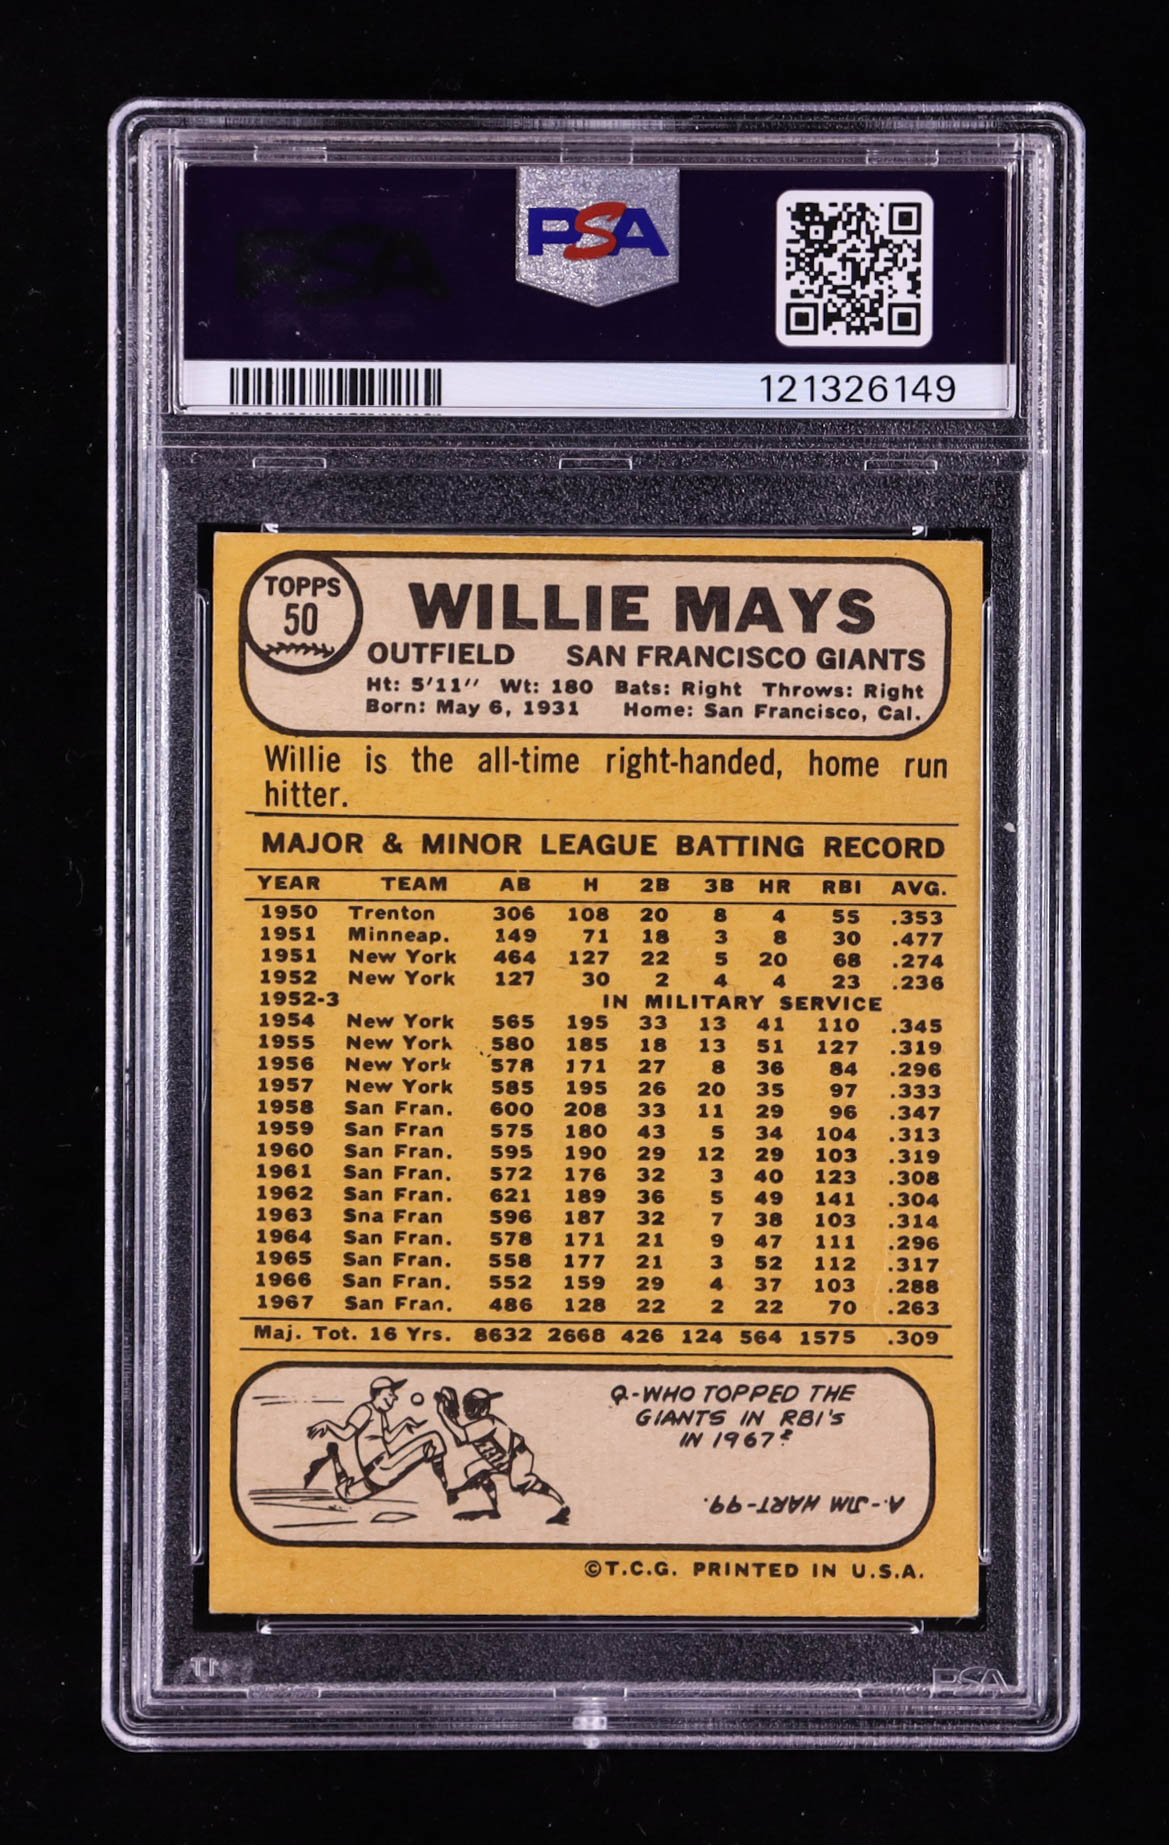 PSA
PSA
121326149
TOPPS
50
WILLIE MAYS
OUTFIELD SAN FRANCISCO GIANTS
Ht: 5'11" Wt: 180 Bats: Right Throws: Right
Born: May 6, 1931 Home: San Francisco, Cal.
Willie is the all-time right-handed, home run
hitter.
MAJOR & MINOR LEAGUE BATTING RECORD
YEAR TEAM AB H 2B 3B HR RBI AVG.
1950 Trenton 306 108 20 8 4 55 .353
1951 Minneap. 149 71 18 3 8 30 .477
1951 New York 464 127 22 5 20 68 .274
1952 New York 127 30 2 4 4 23 .236
1952-3 IN MILITARY SERVICE
1954 New York 565 195 33 13 41 110 .345
1955 New York 580 185 18 13 51 127 .319
1956 New York 578 171 27 8 36 84 .296
1957 New York 585 195 26 20 35 97 .333
1958 San Fran. 600 208 33 11 29 96 .347
1959 San Fran 575 180 43 5 34 104 .313
1960 San Fran. 595 190 29 12 29 103 .319
1961 San Fran. 572 176 32 3 40 123 .308
1962 San Fran. 621 189 36 5 49 141 .304
1963 Sna Fran 596 187 32 7 38 103 .314
1964 San Fran. 578 171 21 9 47 111 .296
1965 San Fran. 558 177 21 3 52 112 .317
1966 San Fran. 552 159 29 4 37 103 .288
1967 San Fran. 486 128 22 2 22 70 .263
Maj. Tot. 16 Yrs. 8632 2668 426 124 564 1575 .309
Q-WHO TOPPED THE
GIANTS IN RBI'S
IN 1967?
A.-JIM HART-99.
©T.C.G. PRINTED IN U.S.A.
PSA